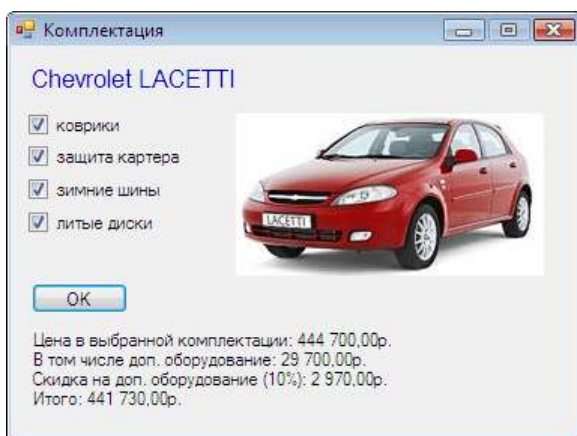 Комплектация
Chevrolet LACETTI
коврики
защита картера
зимние шины
литые диски
LACETTI
OK
Цена в выбранной комплектации: 444 700,00р.
В том числе доп. оборудование: 29 700,00р.
Скидка на доп. оборудование (10%): 2 970,00р.
Итого: 441 730,00р.